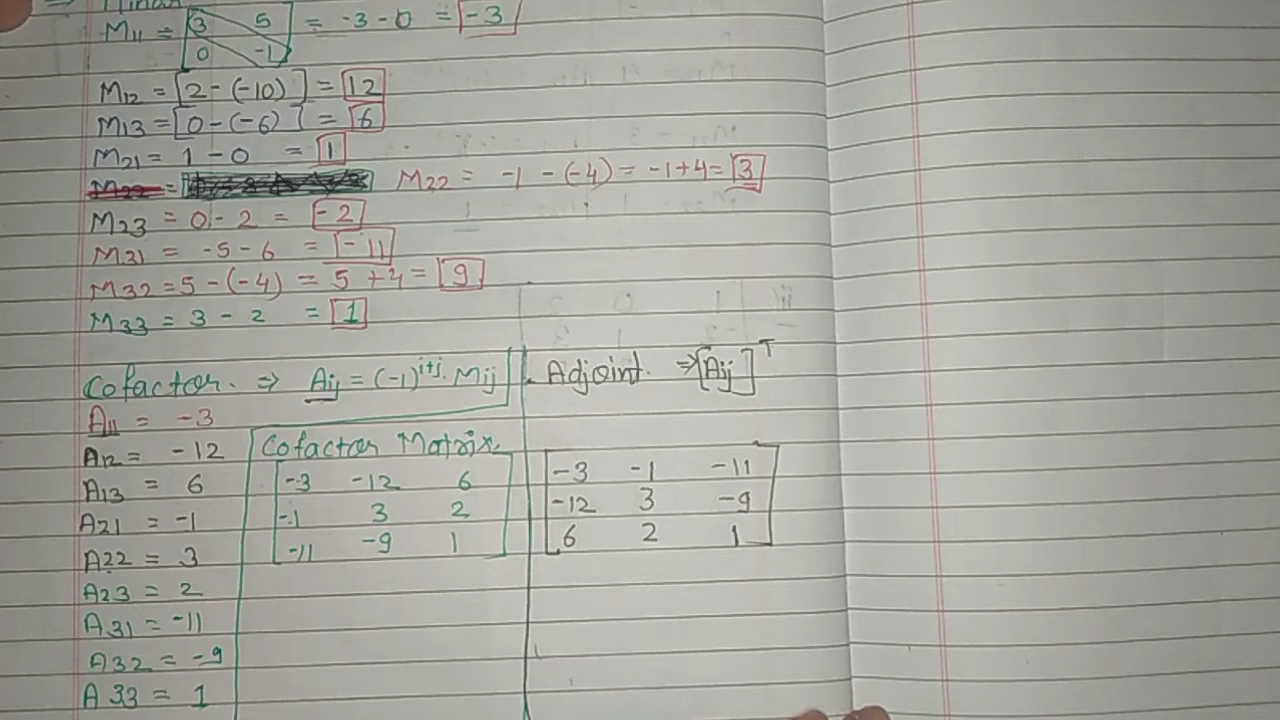 ⇒ Minor
M11 = [3 5 = -3 - 0 = -3
0 -1]
M12 = [2 - (-10)] = 12
M13 = [0 - (-6)] = 6
M21 = 1 - 0 = 1
M22 = M22 = -1 - (-4) = -1+4 = 3
M23 = 0 - 2 = -2
M31 = -5 - 6 = -11
M32 = 5 - (-4) = 5 + 4 = 9
M33 = 3 - 2 = 1
Cofactor. ⇒ Aij = (-1)^i+j. Mij
A11 = -3
A12 = -12
A13 = 6
A21 = -1
A22 = 3
A23 = 2
A31 = -11
A32 = -9
A33 = 1
Cofactor Matrix
-3 -12 6
-1 3 2
-11 -9 1
Adjoint. ⇒ [Aij]^T
-3 -1 -11
-12 3 -9
6 2 1